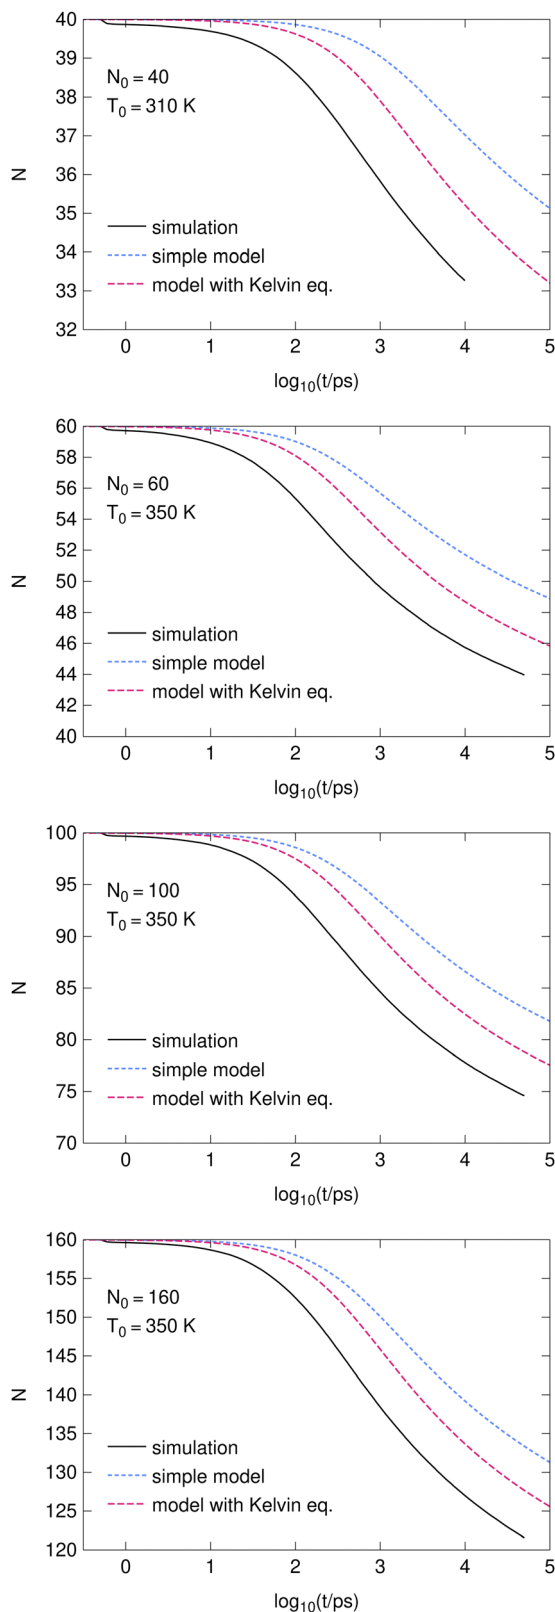 40
39
38
37
36
35
34
33
32
N
N₀ = 40
T₀ = 310 K
simulation
simple model
model with Kelvin eq.
0 1 2 3 4 5
log₁₀(t/ps)
60
58
56
54
52
50
48
46
44
42
40
N
N₀ = 60
T₀ = 350 K
simulation
simple model
model with Kelvin eq.
0 1 2 3 4 5
log₁₀(t/ps)
100
95
90
85
80
75
70
N
N₀ = 100
T₀ = 350 K
simulation
simple model
model with Kelvin eq.
0 1 2 3 4 5
log₁₀(t/ps)
160
155
150
145
140
135
130
125
120
N
N₀ = 160
T₀ = 350 K
simulation
simple model
model with Kelvin eq.
0 1 2 3 4 5
log₁₀(t/ps)